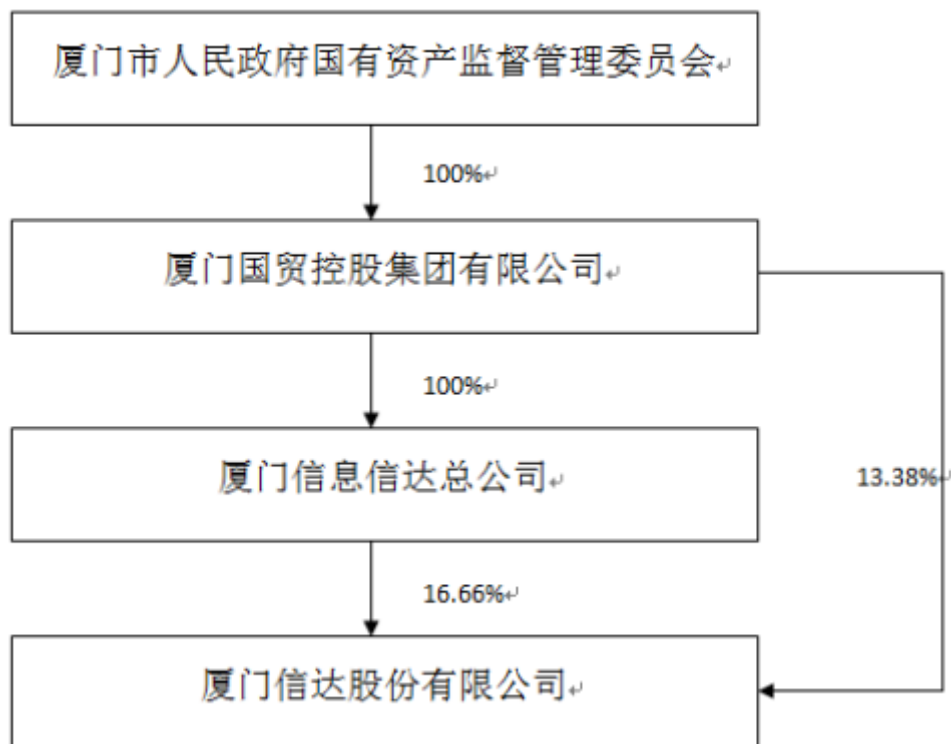 厦门市人民政府国有资产监督管理委员会↵
100%↵
厦门国贸控股集团有限公司↵
100%↵
厦门信息信达总公司↵
13.38%↵
16.66%↵
厦门信达股份有限公司↵